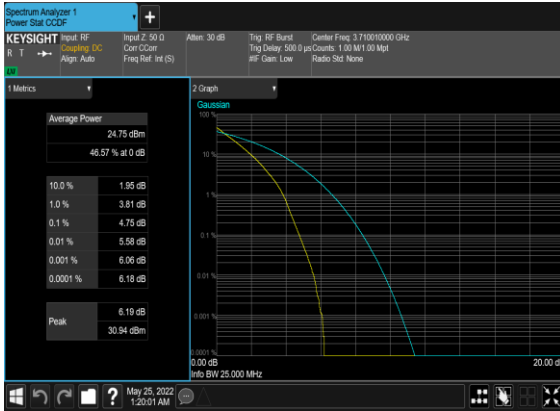 Spectrum Analyzer 1
Power Stat CCDF
KEYSIGHT
R T
Input: RF
Coupling: DC
Align: Auto
Input Z: 50 Ω
Corr CCorr
Freq Ref: Int (S)
Atten: 30 dB
Trig: RF Burst
Trig Delay: 500.0 µs
#IF Gain: Low
Center Freq: 3.710010000 GHz
Counts: 1.00 M/1.00 Mpt
Radio Std: None
1 Metrics
Average Power
24.75 dBm
46.57 % at 0 dB
10.0 % 1.95 dB
1.0 % 3.81 dB
0.1 % 4.75 dB
0.01 % 5.58 dB
0.001 % 6.06 dB
0.0001 % 6.18 dB
Peak
6.19 dB
30.94 dBm
2 Graph
Gaussian
100 %
10 %
1 %
0.1 %
0.01 %
0.001 %
0.0001 %
0.00 dB
20.00 d
Info BW 25.000 MHz
?
May 25, 2022
1:20:01 AM